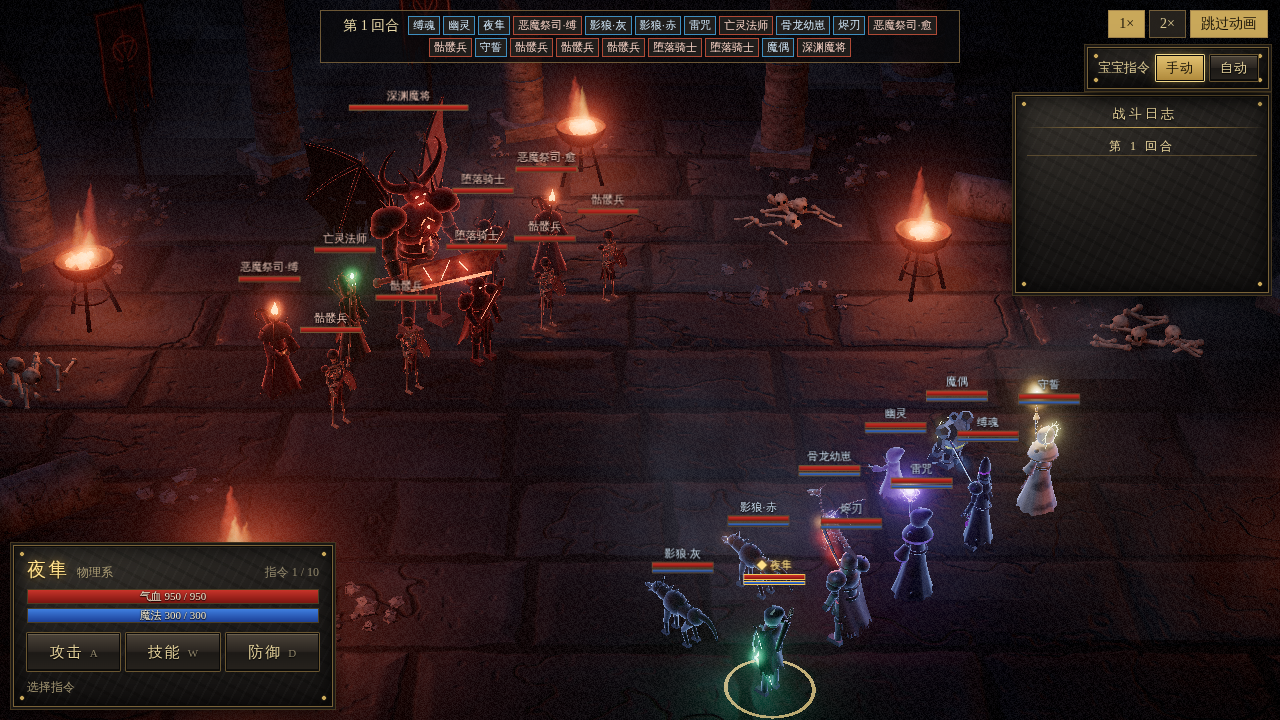 第 1 回合 缚魂 幽灵 夜隼 恶魔祭司·缚 影狼·灰 影狼·赤 雷咒 亡灵法师 骨龙幼崽 烬刃 恶魔祭司·愈
骷髅兵 守誓 骷髅兵 骷髅兵 骷髅兵 堕落骑士 堕落骑士 魔偶 深渊魔将
1× 2× 跳过动画
宝宝指令 手动 自动
战斗日志
第 1 回合
深渊魔将
恶魔祭司·愈
堕落骑士
骷髅兵
骷髅兵
堕落骑士
亡灵法师
恶魔祭司·缚
骷髅兵
骷髅兵
魔偶
守誓
幽灵
缚魂
骨龙幼崽
雷咒
影狼·赤
烬刃
影狼·灰
夜隼
夜隼 物理系 指令 1 / 10
气血 950 / 950
魔法 300 / 300
攻击 A 技能 W 防御 D
选择指令